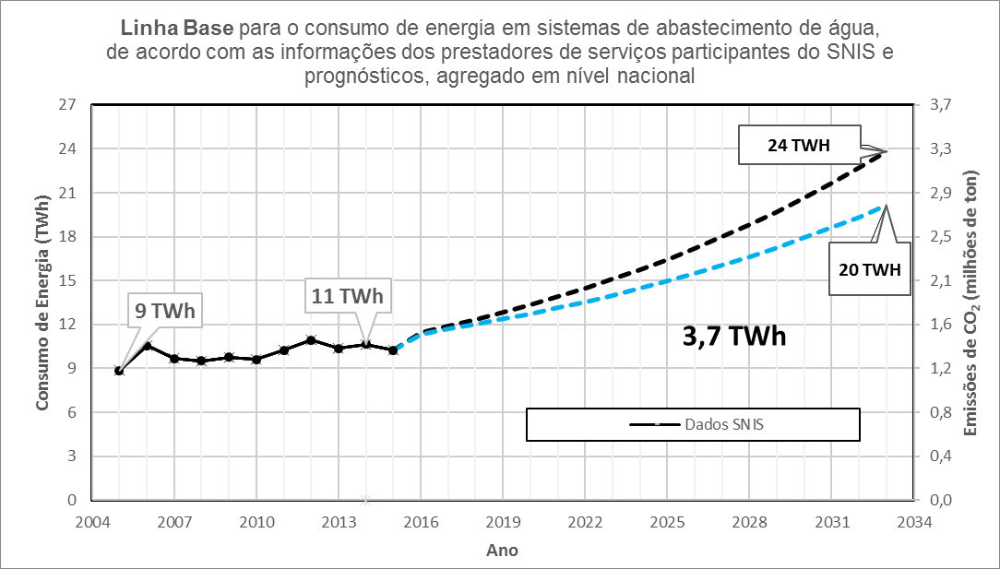 Linha Base para o consumo de energia em sistemas de abastecimento de água,
de acordo com as informações dos prestadores de serviços participantes do SNIS e
prognósticos, agregado em nível nacional
27
24
21
18
15
12
9
6
3
0
Consumo de Energia (TWh)
3,7
3,3
2,9
2,5
2,1
1,6
1,2
0,8
0,4
0,0
Emissões de CO2 (milhões de ton)
9 TWh
11 TWh
24 TWH
20 TWH
3,7 TWh
Dados SNIS
2004 2007 2010 2013 2016 2019 2022 2025 2028 2031 2034
Ano